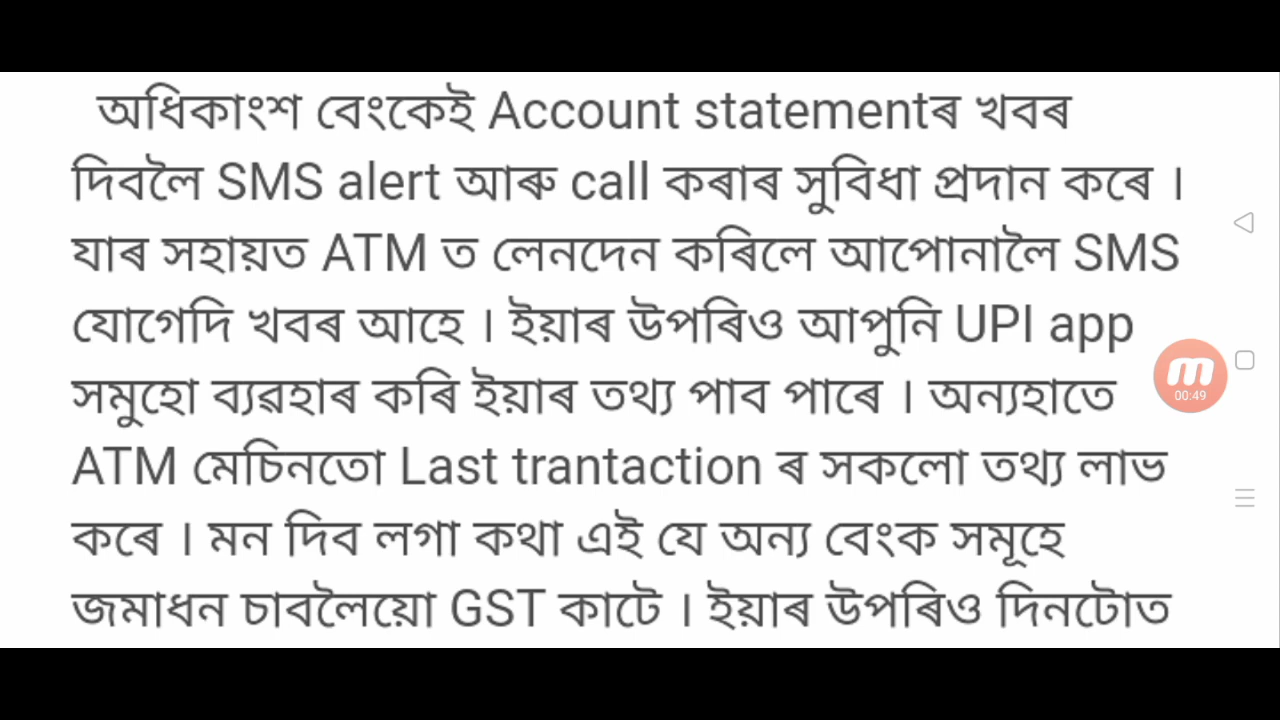 অধিকাংশ বেংকেই Account statementৰ খবৰ
দিবলৈ SMS alert আৰু call কৰাৰ সুবিধা প্ৰদান কৰে ।
যাৰ সহায়ত ATM ত লেনদেন কৰিলে আপোনালৈ SMS
যোগেদি খবৰ আহে । ইয়াৰ উপৰিও আপুনি UPI app
সমুহো ব্যৱহাৰ কৰি ইয়াৰ তথ্য পাব পাৰে । অন্যহাতে
ATM মেচিনতো Last trantaction ৰ সকলো তথ্য লাভ
কৰে । মন দিব লগা কথা এই যে অন্য বেংক সমূহে
জমাধন চাবলৈয়ো GST কাটে । ইয়াৰ উপৰিও দিনটোত
00:49